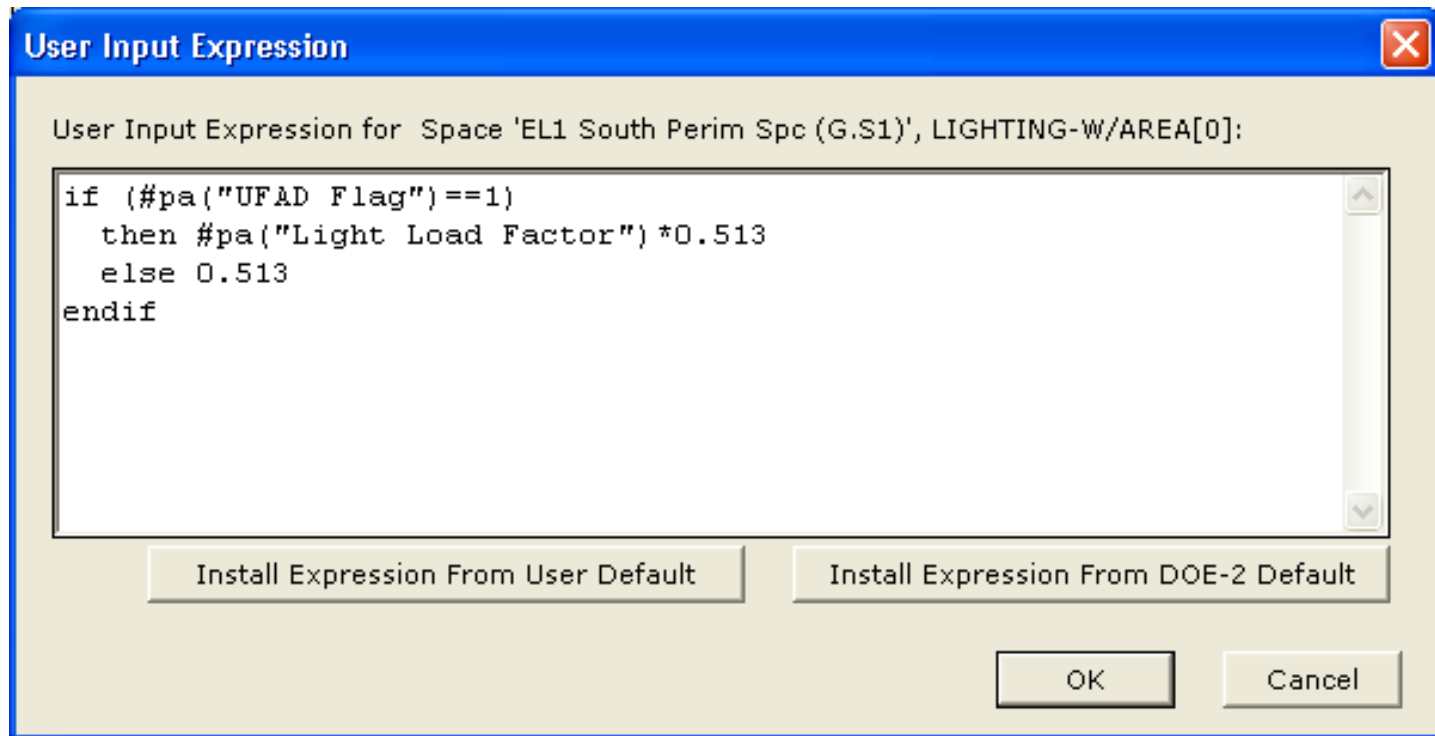 User Input Expression
User Input Expression for  Space 'EL1 South Perim Spc (G.S1)', LIGHTING-W/AREA[0]:
if (#pa("UFAD Flag")==1)
  then #pa("Light Load Factor")*0.513
  else 0.513
endif
Install Expression From User Default
Install Expression From DOE-2 Default
OK
Cancel